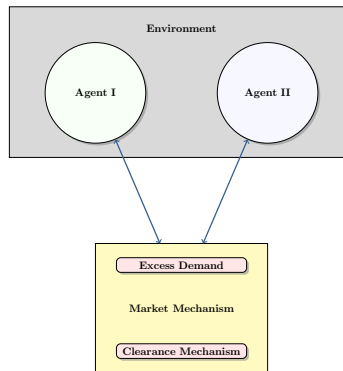 Environment
Agent I
Agent II
Excess Demand
Market Mechanism
Clearance Mechanism